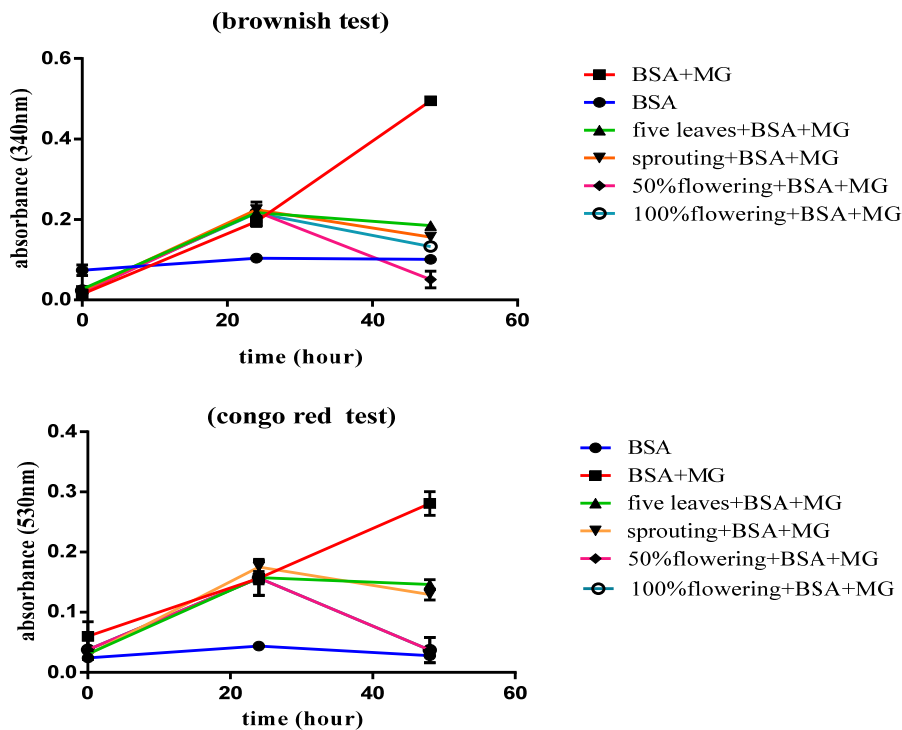 (brownish test)
absorbance (340nm)
0.6
0.4
0.2
0.0
0
20
40
60
time (hour)
BSA+MG
BSA
five leaves+BSA+MG
sprouting+BSA+MG
50%flowering+BSA+MG
100%flowering+BSA+MG
(congo red test)
absorbance (530nm)
0.4
0.3
0.2
0.1
0.0
0
20
40
60
time (hour)
BSA
BSA+MG
five leaves+BSA+MG
sprouting+BSA+MG
50%flowering+BSA+MG
100%flowering+BSA+MG